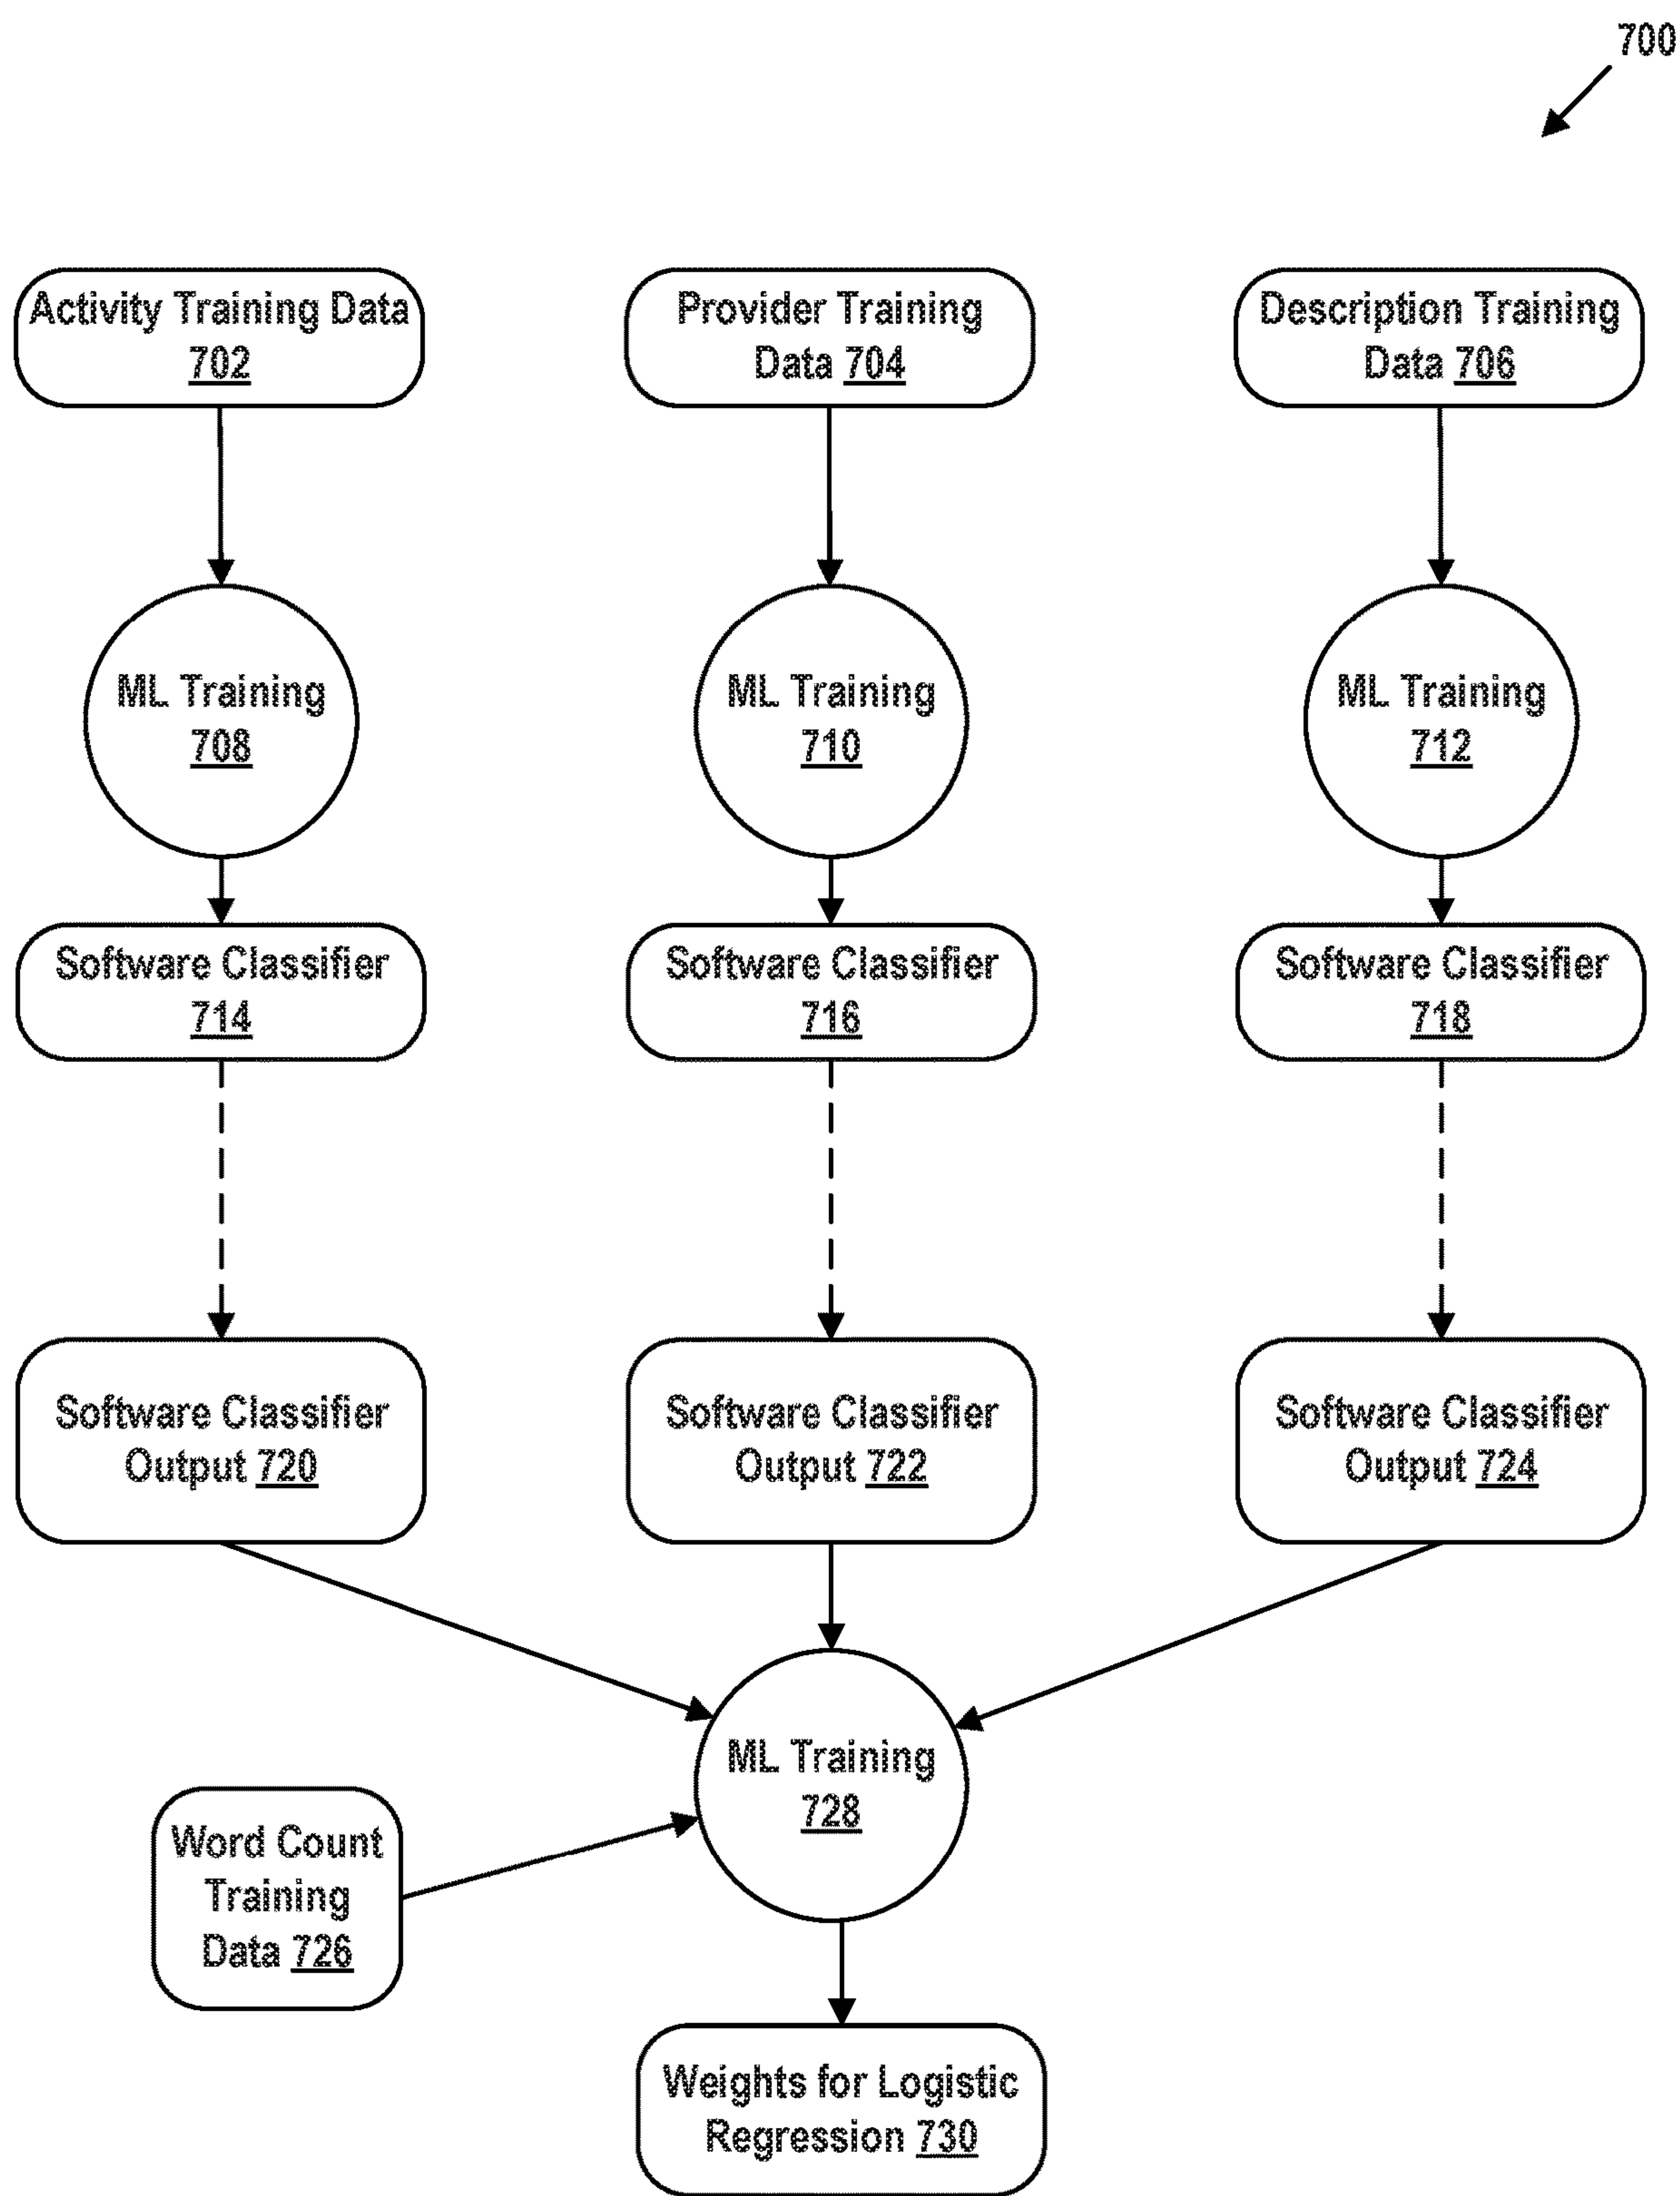 700
Activity Training Data
702
Provider Training
Data 704
Description Training
Data 706
ML Training
708
ML Training
710
ML Training
712
Software Classifier
714
Software Classifier
716
Software Classifier
718
Software Classifier
Output 720
Software Classifier
Output 722
Software Classifier
Output 724
ML Training
728
Word Count
Training
Data 726
Weights for Logistic
Regression 730